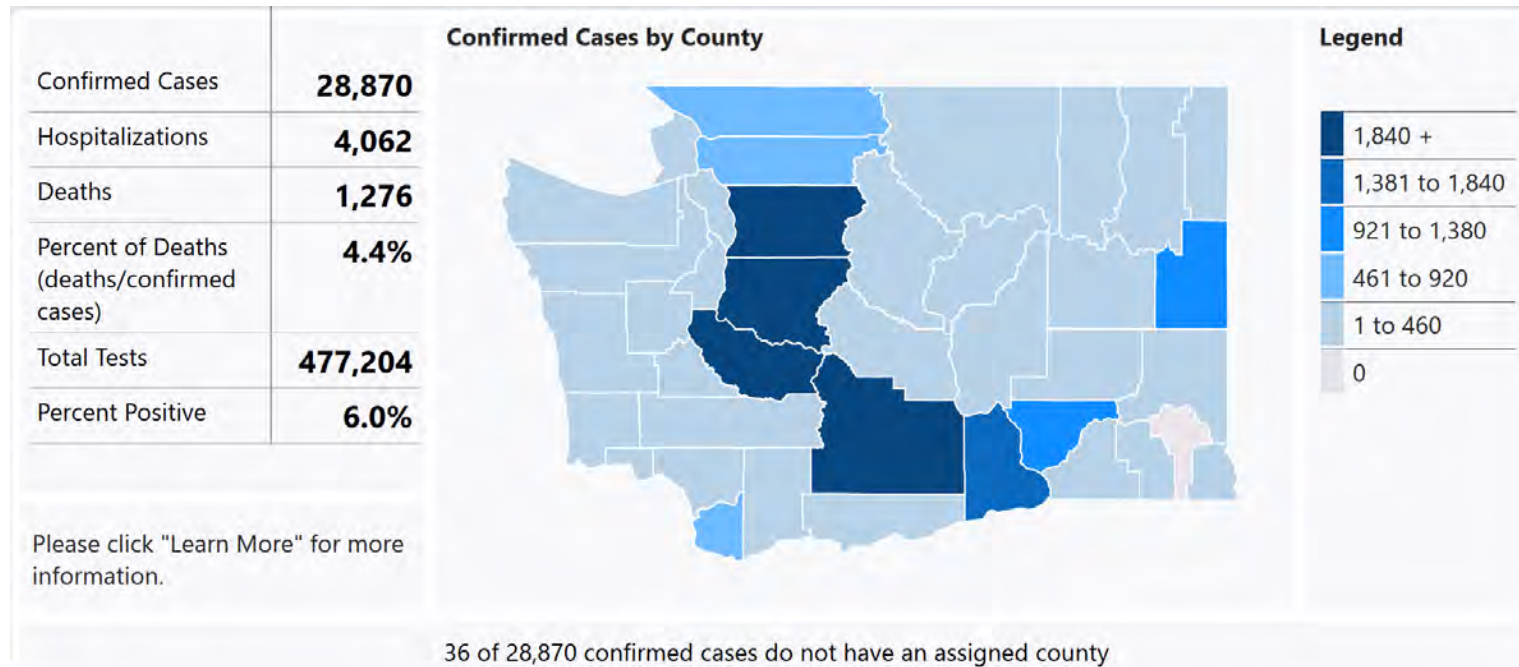 Confirmed Cases 28,870
Hospitalizations 4,062
Deaths 1,276
Percent of Deaths 4.4%
(deaths/confirmed
cases)
Total Tests 477,204
Percent Positive 6.0%
Please click "Learn More" for more
information.
Confirmed Cases by County
Legend
1,840 +
1,381 to 1,840
921 to 1,380
461 to 920
1 to 460
0
36 of 28,870 confirmed cases do not have an assigned county